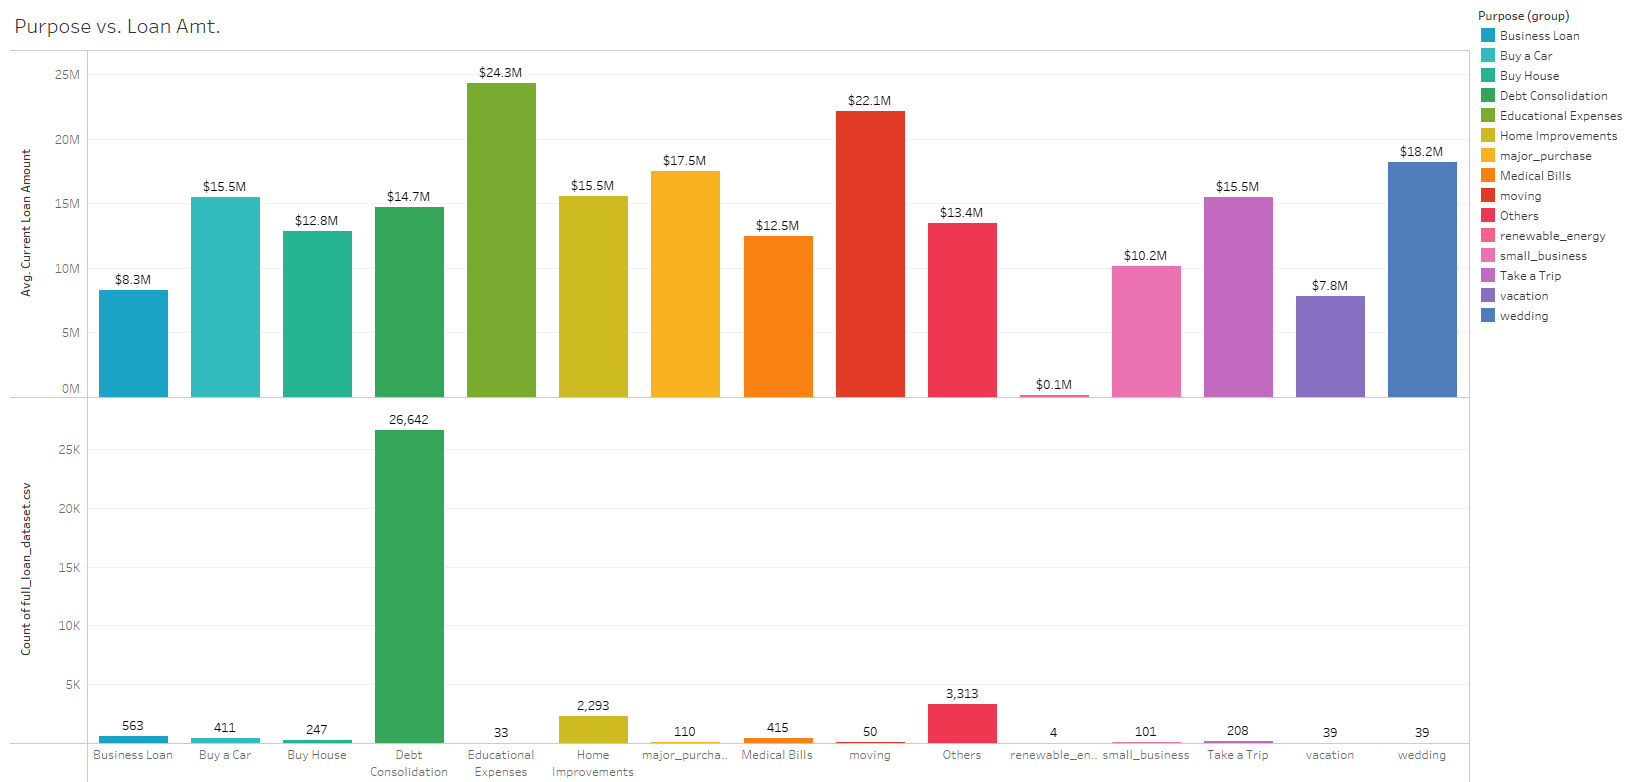 Purpose vs. Loan Amt.
Purpose (group)
Business Loan
Buy a Car
Buy House
Debt Consolidation
Educational Expenses
Home Improvements
major_purchase
Medical Bills
moving
Others
renewable_energy
small_business
Take a Trip
vacation
wedding
Avg. Current Loan Amount
25M
20M
15M
10M
5M
0M
$8.3M
$15.5M
$12.8M
$14.7M
$24.3M
$15.5M
$17.5M
$12.5M
$22.1M
$13.4M
$0.1M
$10.2M
$15.5M
$7.8M
$18.2M
Count of full_loan_dataset.csv
25K
20K
15K
10K
5K
563
411
247
26,642
33
2,293
110
415
50
3,313
4
101
208
39
39
Business Loan
Buy a Car
Buy House
Debt
Consolidation
Educational
Expenses
Home
Improvements
major_purcha..
Medical Bills
moving
Others
renewable_en..
small_business
Take a Trip
vacation
wedding